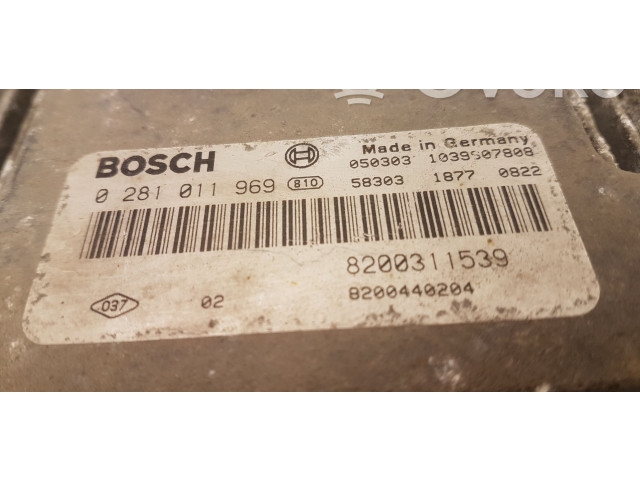 BOSCH
Made in Germany
050303 1039S07808
0 281 011 969 810
58303 1877 0822
8200311539
037 02 8200440204